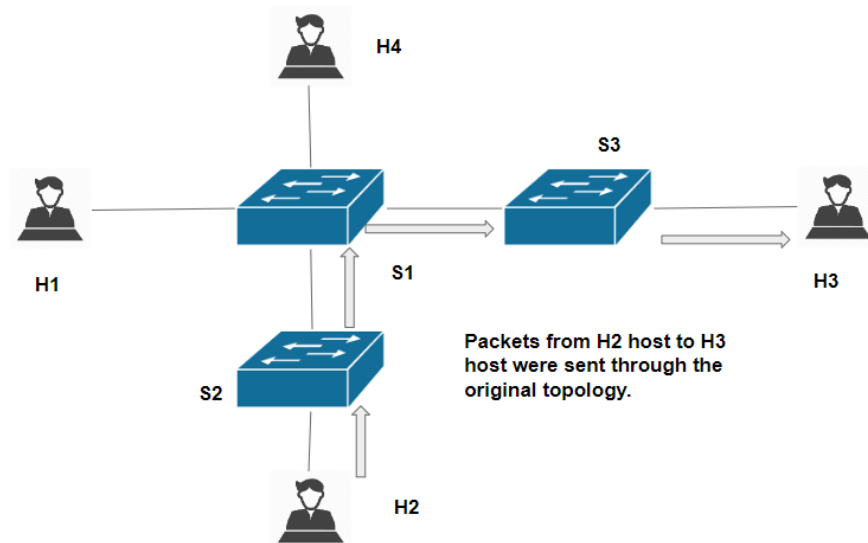 H4
S3
H1
S1
H3
Packets from H2 host to H3
host were sent through the
original topology.
S2
H2